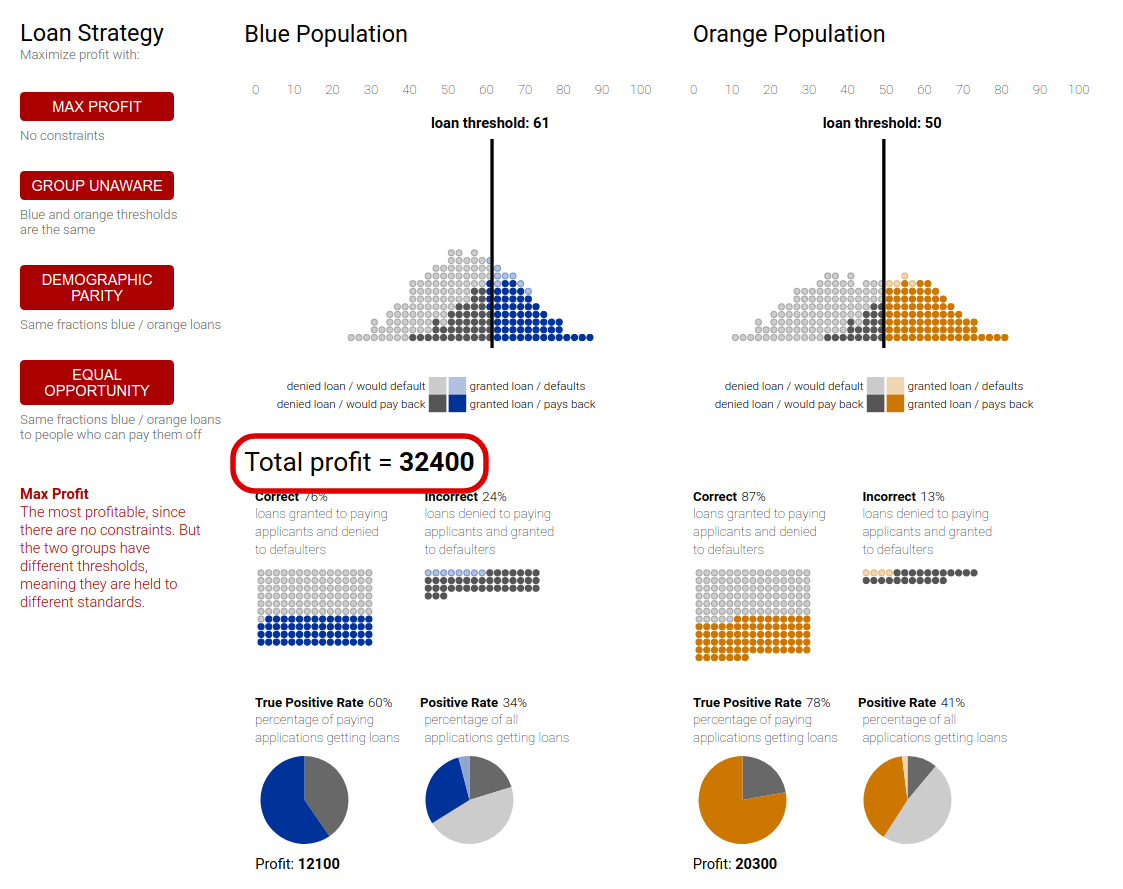 Loan Strategy
Maximize profit with:
MAX PROFIT
No constraints
GROUP UNAWARE
Blue and orange thresholds
are the same
DEMOGRAPHIC
PARITY
Same fractions blue / orange loans
EQUAL
OPPORTUNITY
Same fractions blue / orange loans
to people who can pay them off
Max Profit
The most profitable, since
there are no constraints. But
the two groups have
different thresholds,
meaning they are held to
different standards.
Blue Population
0 10 20 30 40 50 60 70 80 90 100
loan threshold: 61
denied loan / would default
granted loan / defaults
denied loan / would pay back
granted loan / pays back
Total profit = 32400
Correct 76%
loans granted to paying
applicants and denied
to defaulters
Incorrect 24%
loans denied to paying
applicants and granted
to defaulters
True Positive Rate 60%
percentage of paying
applications getting loans
Positive Rate 34%
percentage of all
applications getting loans
Profit: 12100
Orange Population
0 10 20 30 40 50 60 70 80 90 100
loan threshold: 50
denied loan / would default
granted loan / defaults
denied loan / would pay back
granted loan / pays back
Correct 87%
loans granted to paying
applicants and denied
to defaulters
Incorrect 13%
loans denied to paying
applicants and granted
to defaulters
True Positive Rate 78%
percentage of paying
applications getting loans
Positive Rate 41%
percentage of all
applications getting loans
Profit: 20300